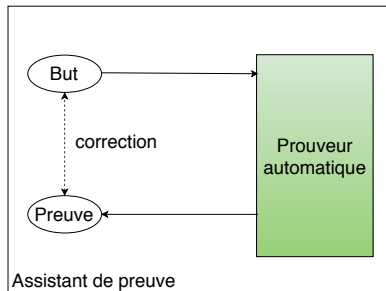 But
correction
Prouveur
automatique
Preuve
Assistant de preuve